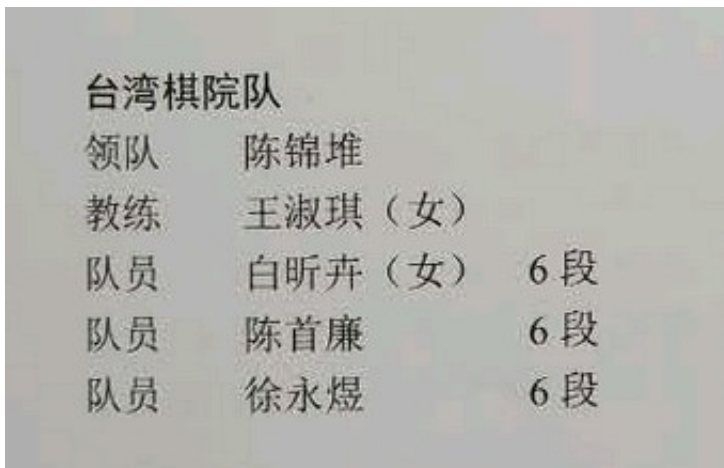 台湾棋院队
领队 陈锦堆
教练 王淑琪（女）
队员 白昕卉（女） 6段
队员 陈首廉 6段
队员 徐永煜 6段